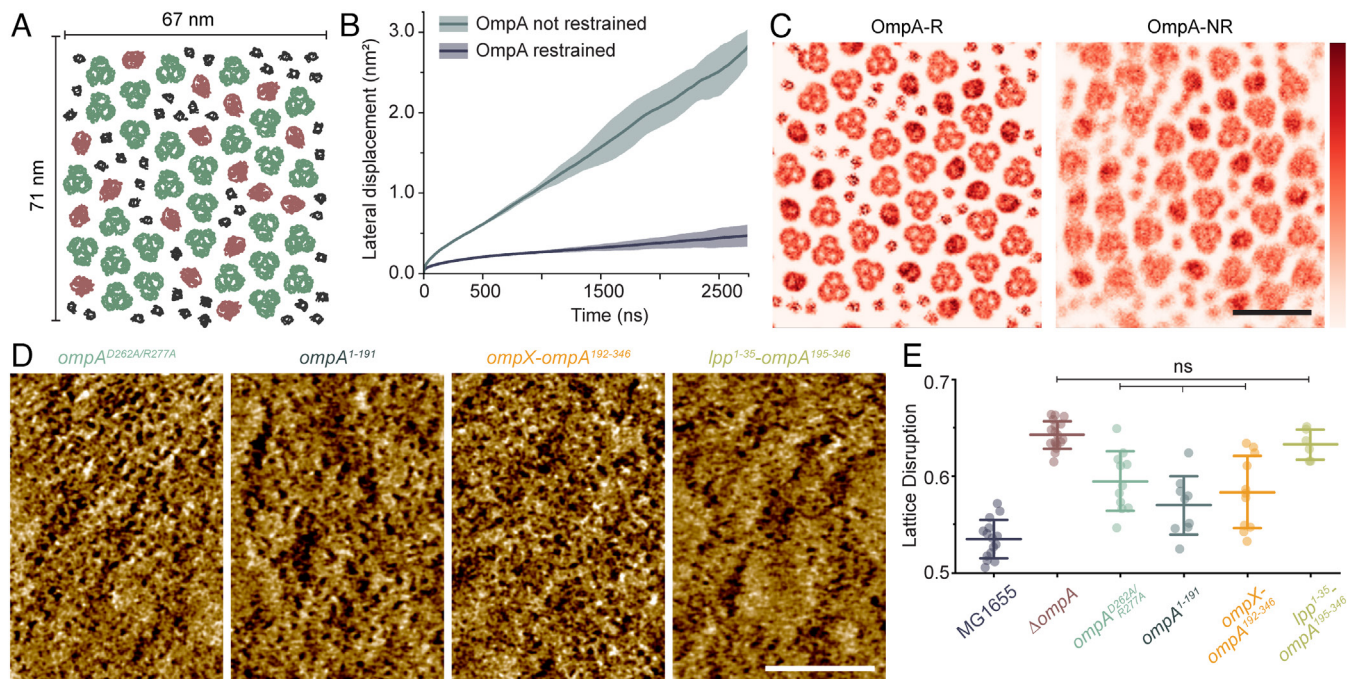 A
67 nm
71 nm
B
Lateral displacement (nm²)
3.0
2.0
1.0
0.0
OmpA not restrained
OmpA restrained
0
500
1500
2500
Time (ns)
C
OmpA-R
OmpA-NR
D
ompA^D262A/R277A
ompA^1-191
ompX-ompA^192-346
lpp^1-35-ompA^195-346
E
ns
Lattice Disruption
0.7
0.6
0.5
MG1655
ΔompA
ompA^D262A/
R277A
ompA^1-191
ompX-
ompA^192-346
lpp^1-35-
ompA^195-346